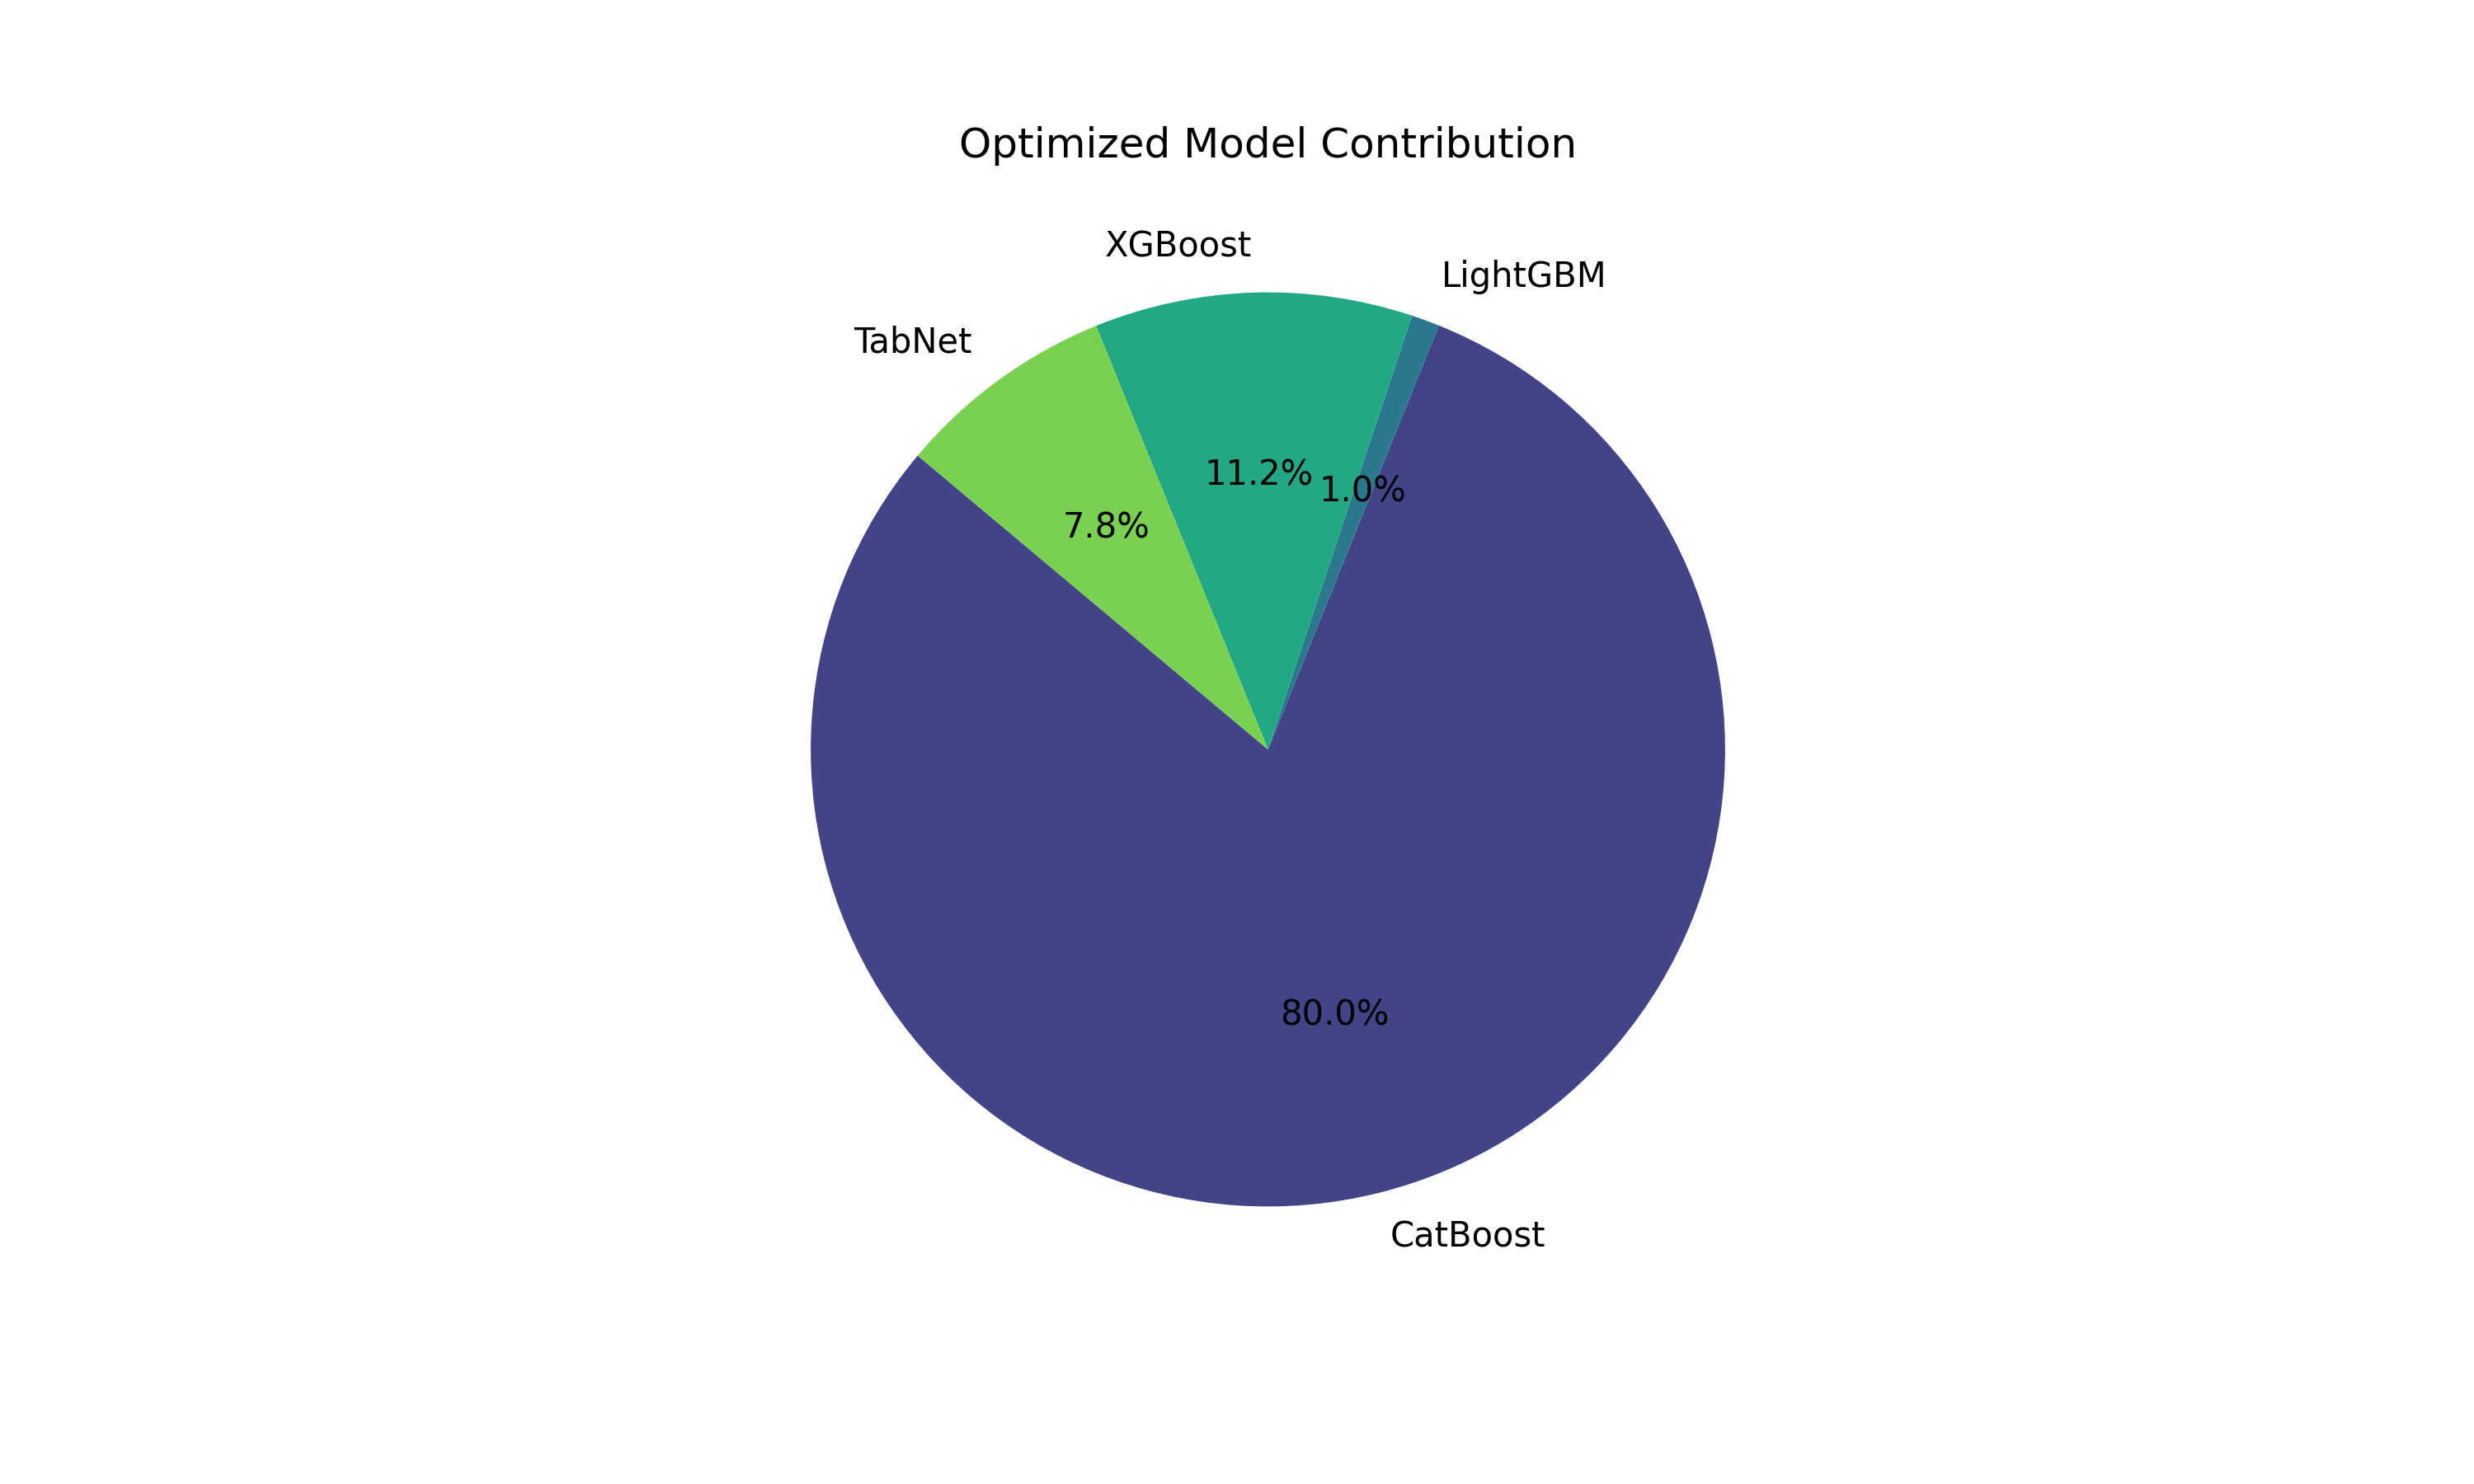 Optimized Model Contribution
XGBoost
LightGBM
TabNet
11.2%
1.0%
7.8%
80.0%
CatBoost